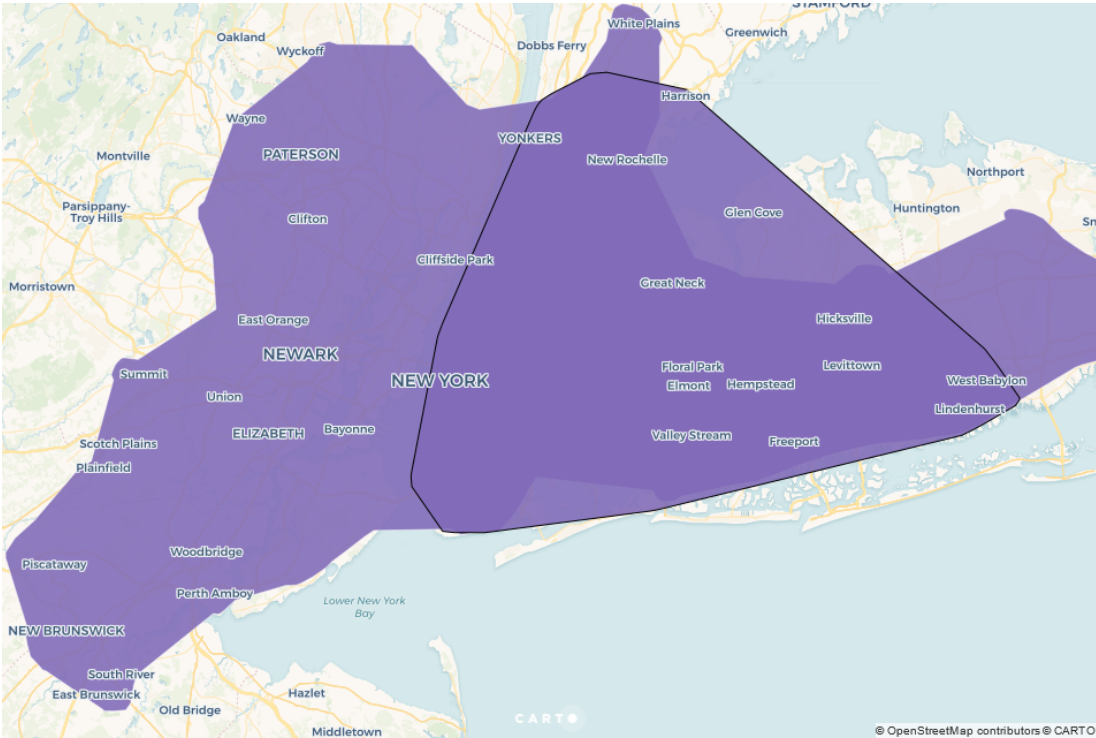 STAMFORD
White Plains
Greenwich
Oakland
Dobbs Ferry
Wyckoff
Harrison
Wayne
YONKERS
Montville
PATERSON
New Rochelle
Northport
Parsippany-
Troy Hills
Huntington
Glen Cove
Clifton
Cliffside Park
Great Neck
Morristown
East Orange
Hicksville
NEWARK
Floral Park
Levittown
Summit
NEW YORK
Elmont
Hempstead
West Babylon
Union
Lindenhurst
Bayonne
ELIZABETH
Valley Stream
Freeport
Scotch Plains
Plainfield
Woodbridge
Piscataway
Perth Amboy
Lower New York
Bay
NEW BRUNSWICK
South River
East Brunswick
Hazlet
Old Bridge
CARTO
Middletown
© OpenStreetMap contributors © CARTO